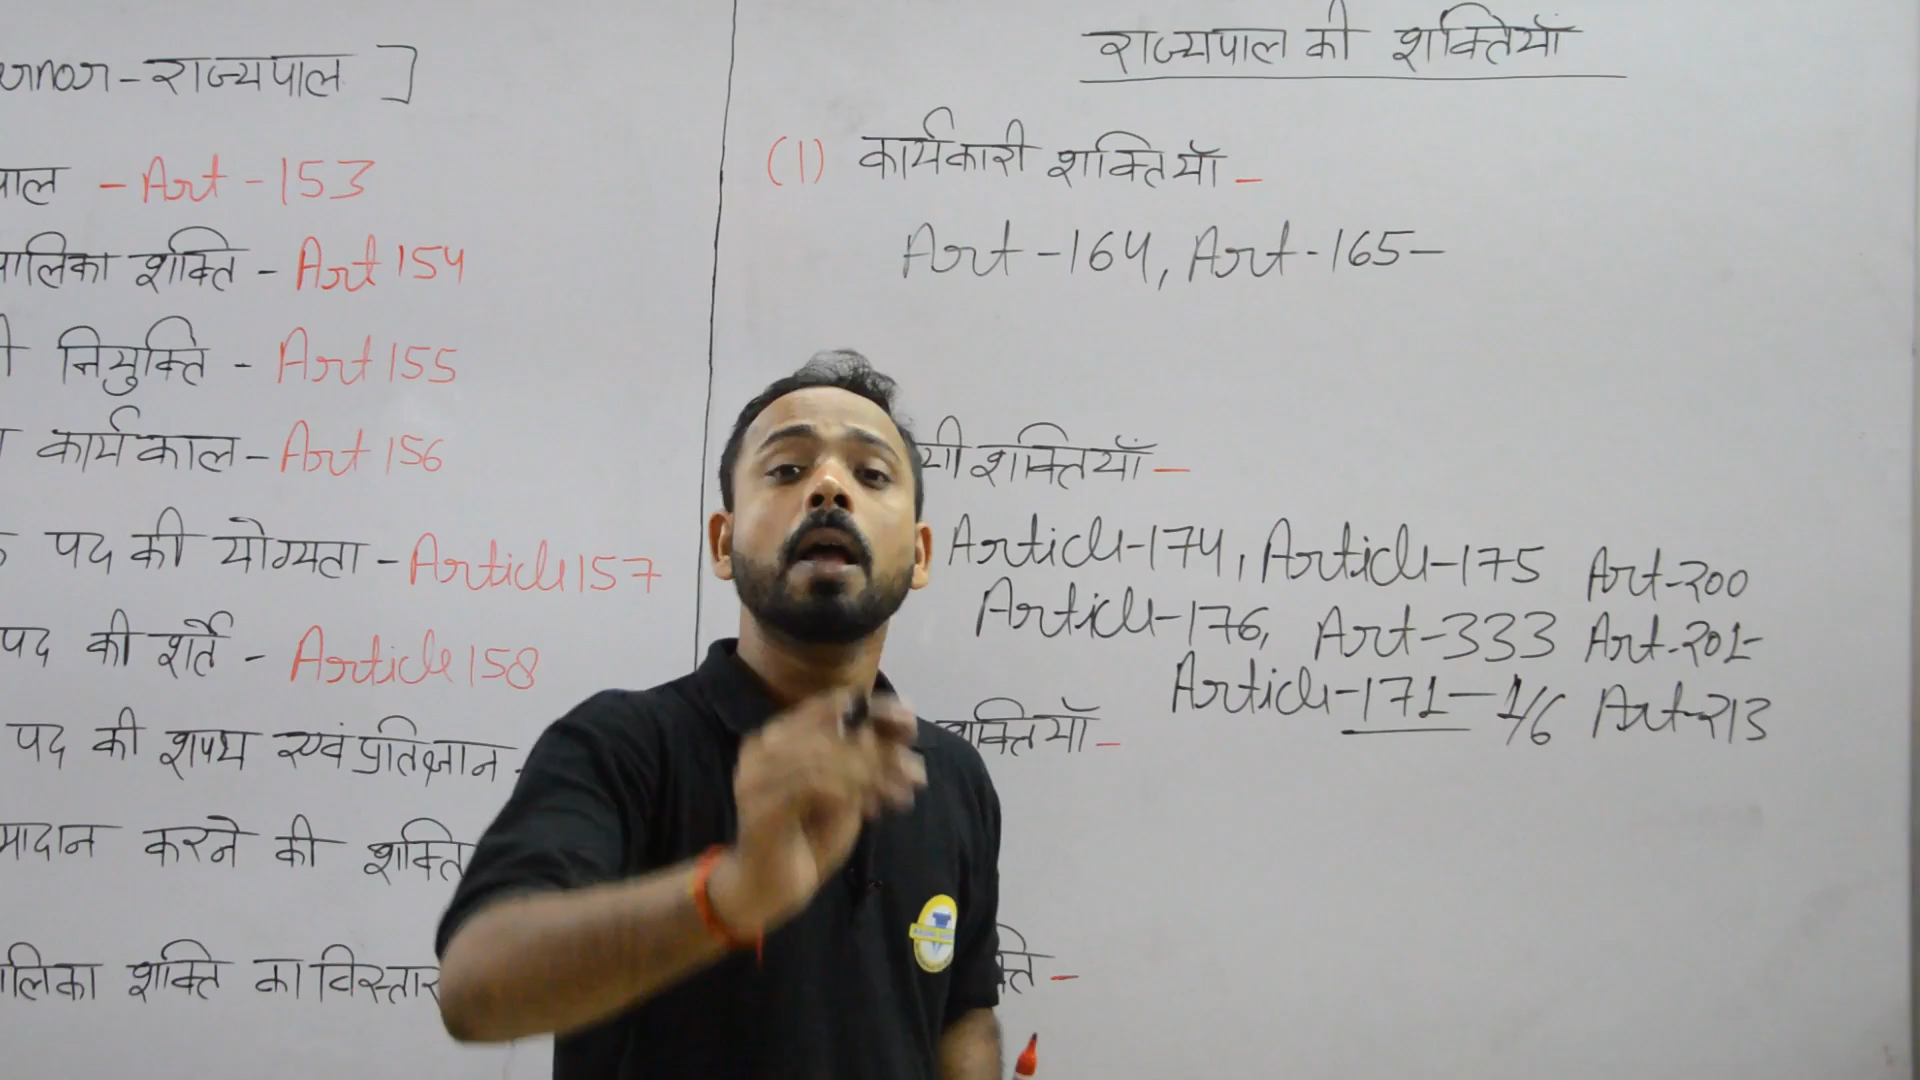 राज्यपाल ]
Art-153
शक्ति - Art 154
नियुक्ति - Art 155
कार्यकाल - Art 156
पद की योग्यता - Article 157
पद की शर्ते - Article 158
पद की शपथ एवं प्रतिज्ञान
करने की शक्ति
शक्ति का विस्तार
राज्यपाल की शक्तियाँ
(1) कार्यकारी शक्तियाँ -
Art-164, Art-165-
शक्तियाँ -
Article-174, Article-175 Art-200
Article-176, Art-333 Art-201-
Article-171-1/6 Art-213
शक्तियाँ -